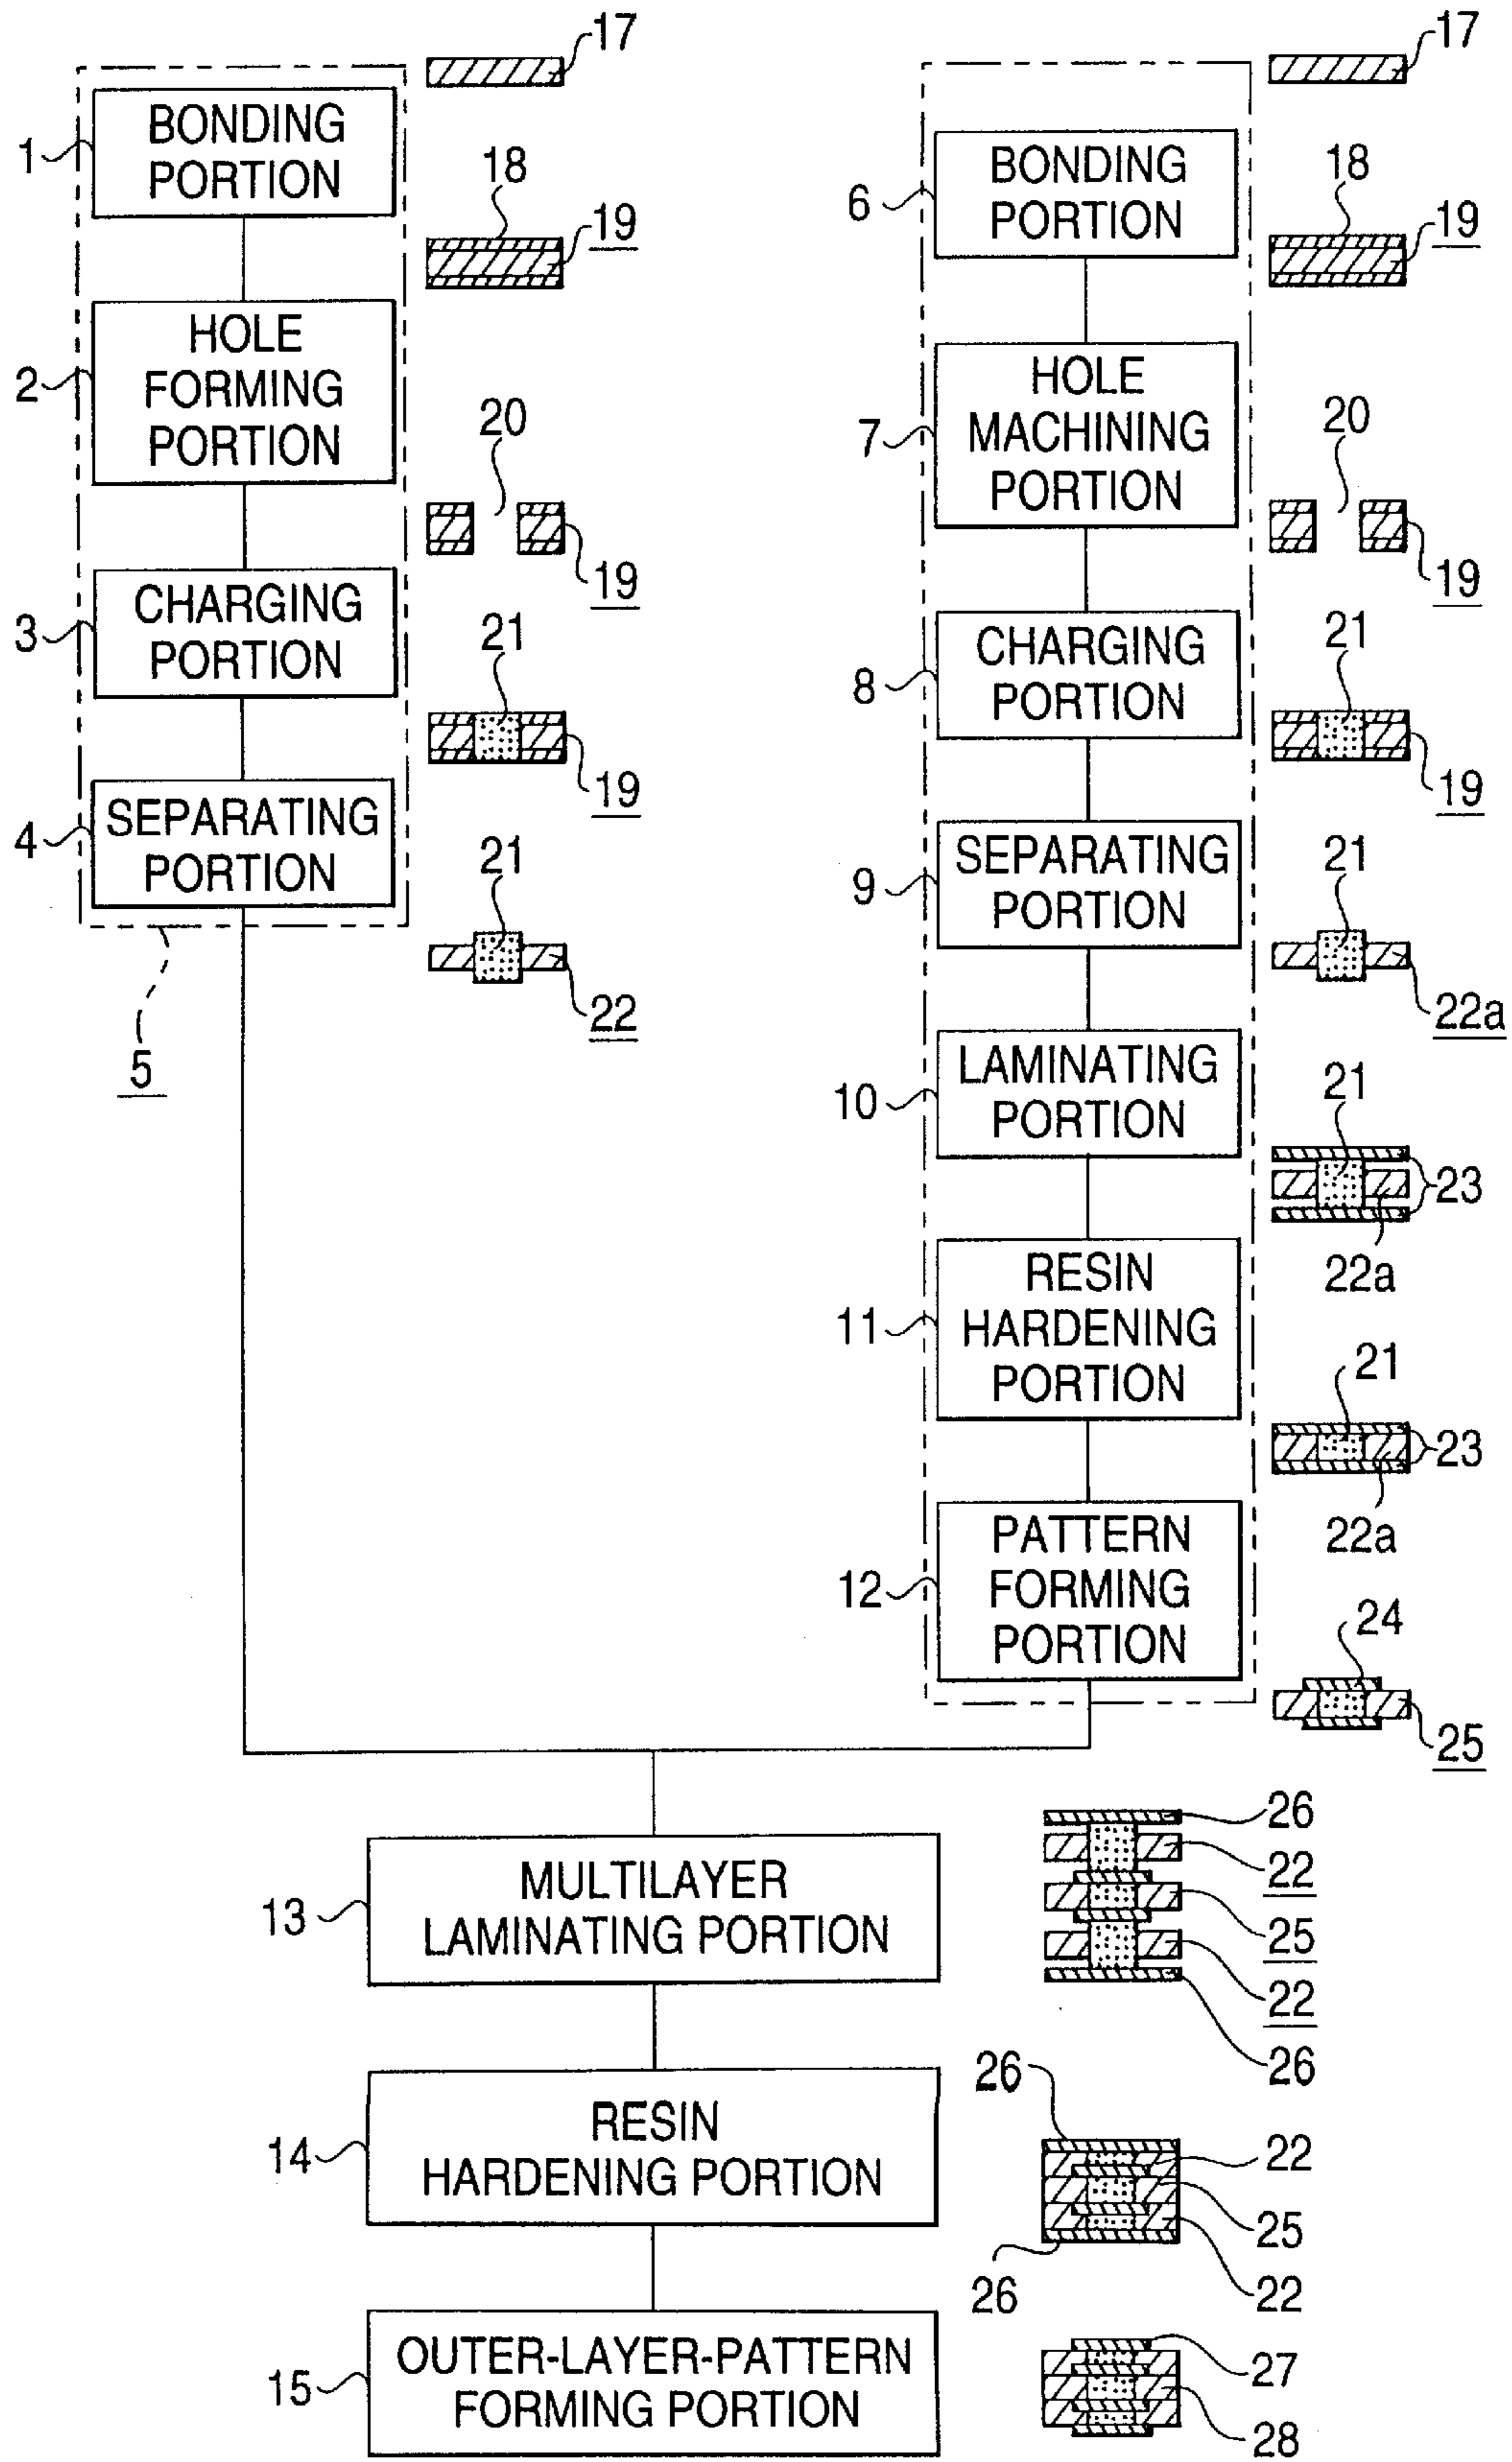 17
1
BONDING
PORTION
18
19
2
HOLE
FORMING
PORTION
20
19
3
CHARGING
PORTION
21
19
4
SEPARATING
PORTION
21
22
5
17
6
BONDING
PORTION
18
19
7
HOLE
MACHINING
PORTION
20
19
8
CHARGING
PORTION
21
19
9
SEPARATING
PORTION
21
22a
10
LAMINATING
PORTION
21
23
22a
11
RESIN
HARDENING
PORTION
21
23
22a
12
PATTERN
FORMING
PORTION
24
25
13
MULTILAYER
LAMINATING PORTION
26
22
25
22
26
14
RESIN
HARDENING PORTION
26
22
25
22
26
15
OUTER-LAYER-PATTERN
FORMING PORTION
27
28